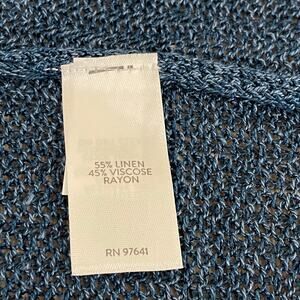 55% LINEN
45% VISCOSE
RAYON
RN 97641